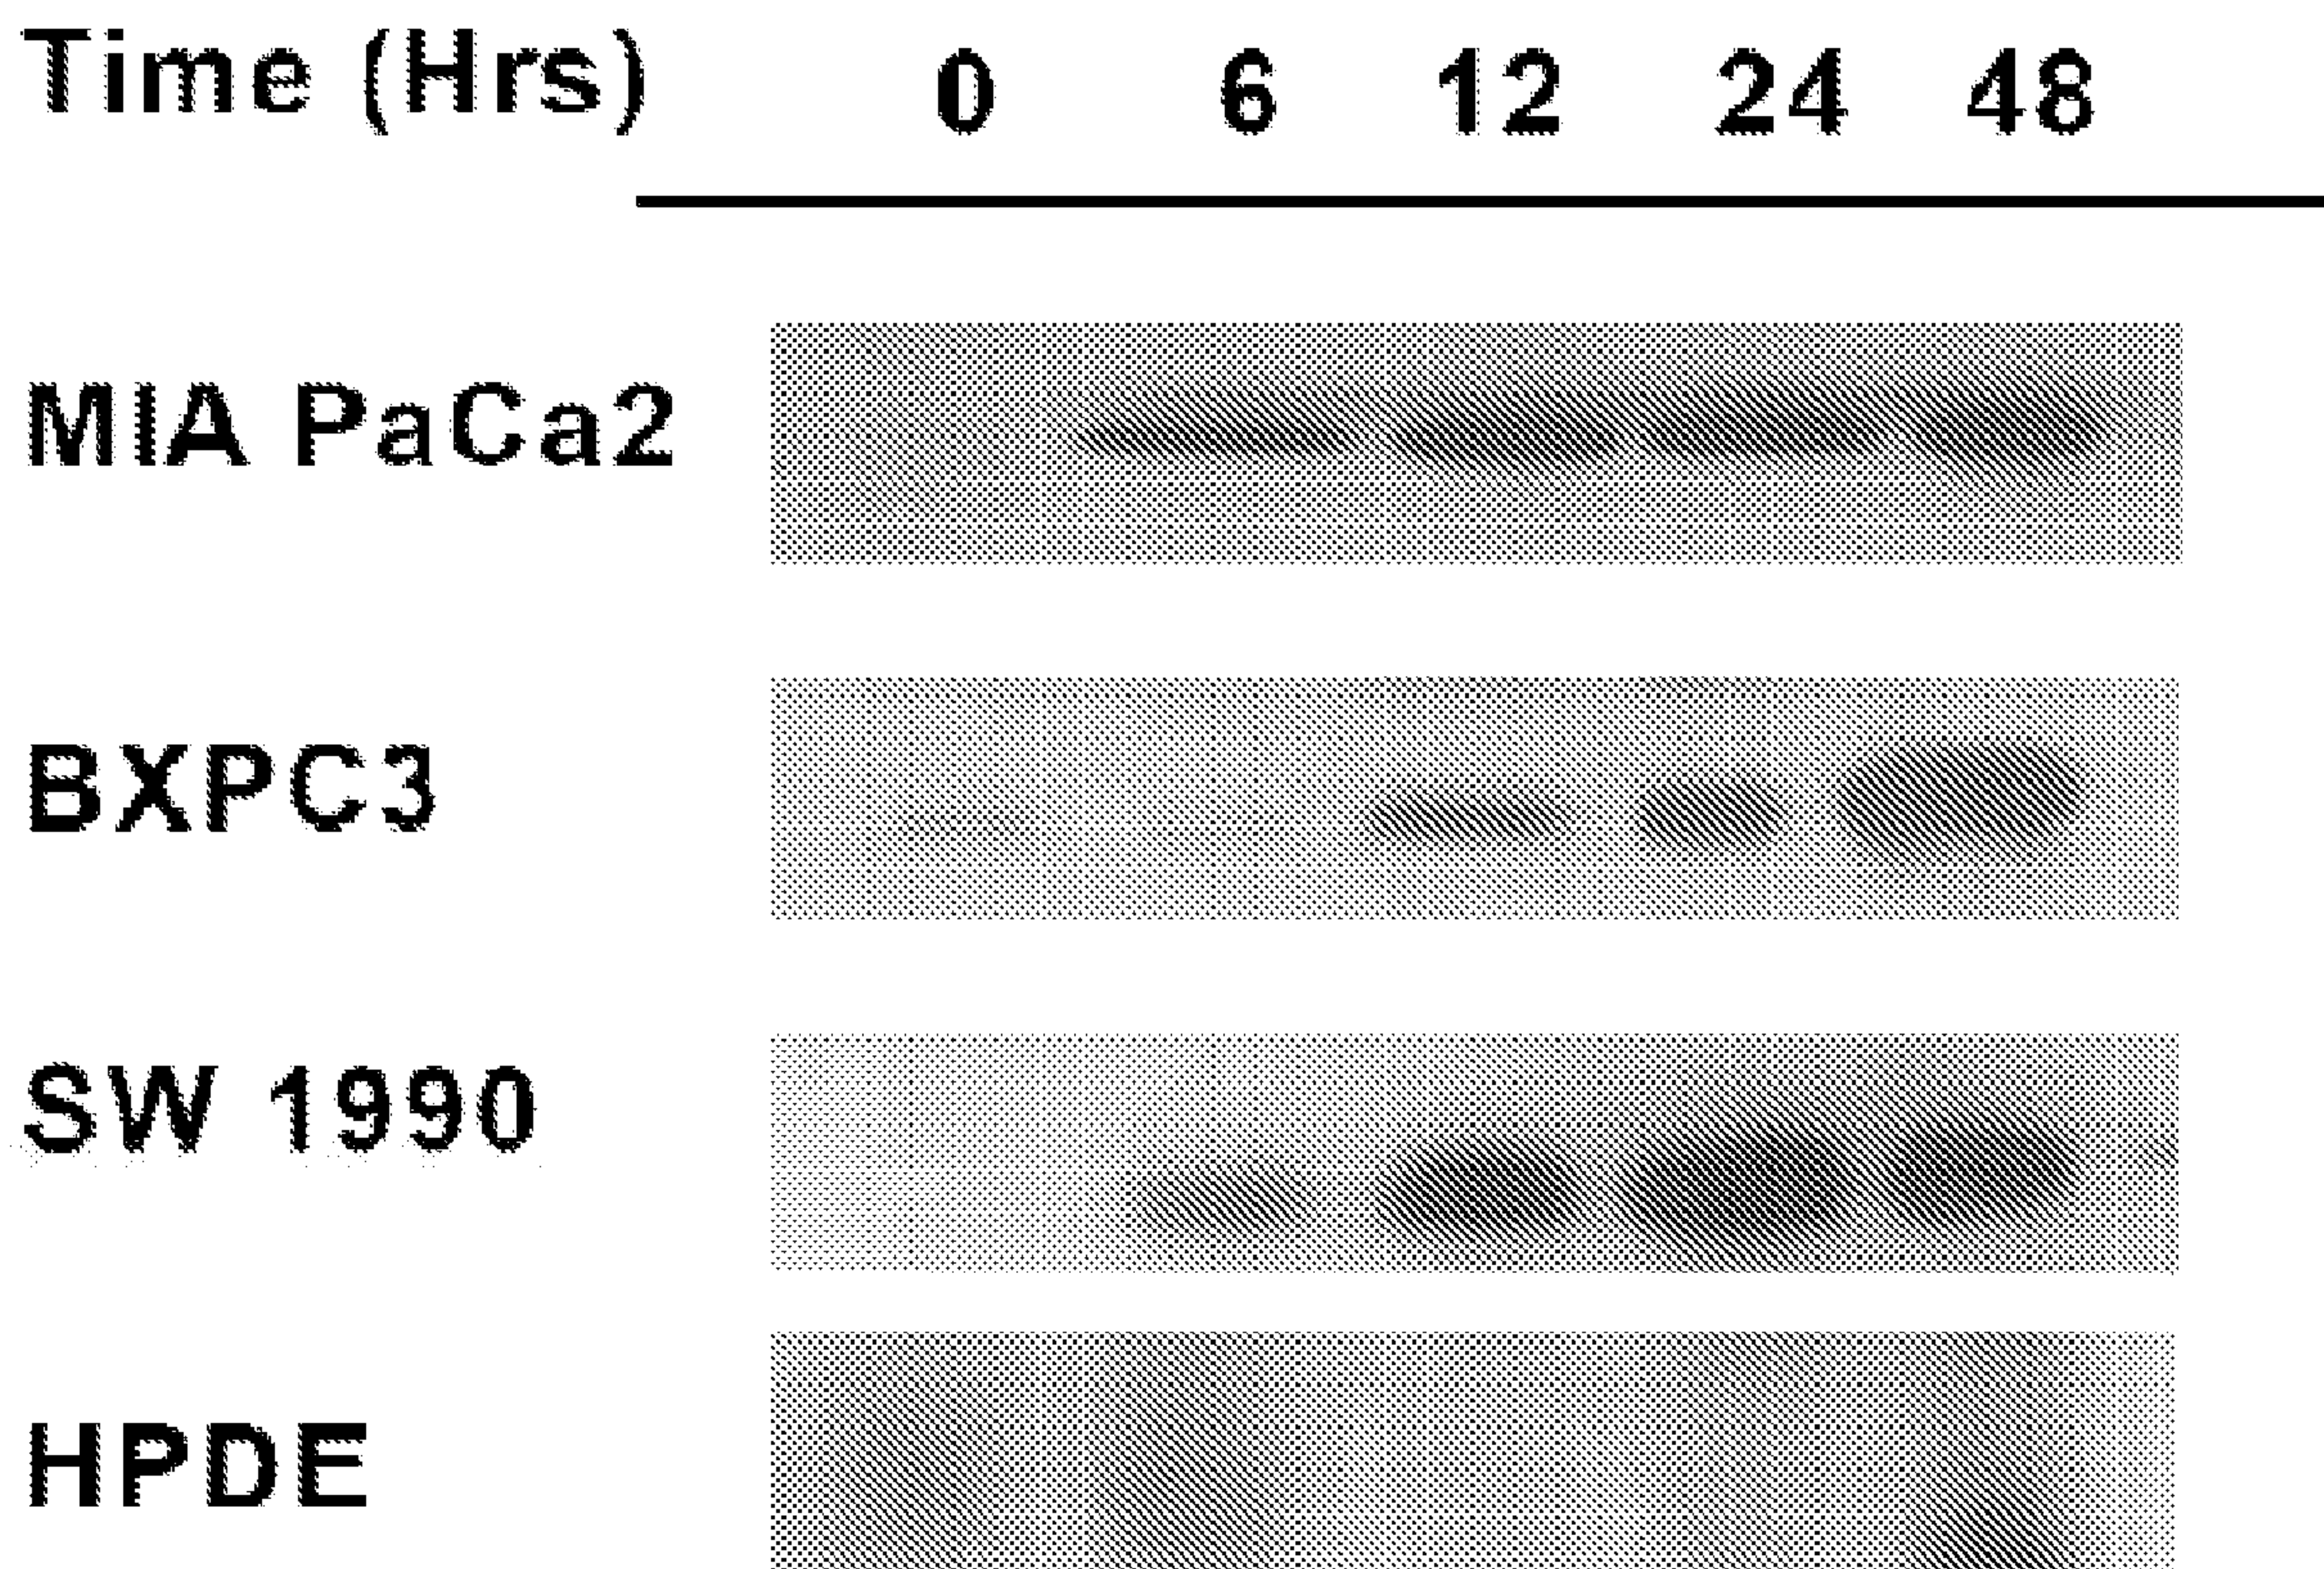 Time (Hrs) 0 6 12 24 48
MIA PaCa2
BXPC3
SW 1990
HPDE